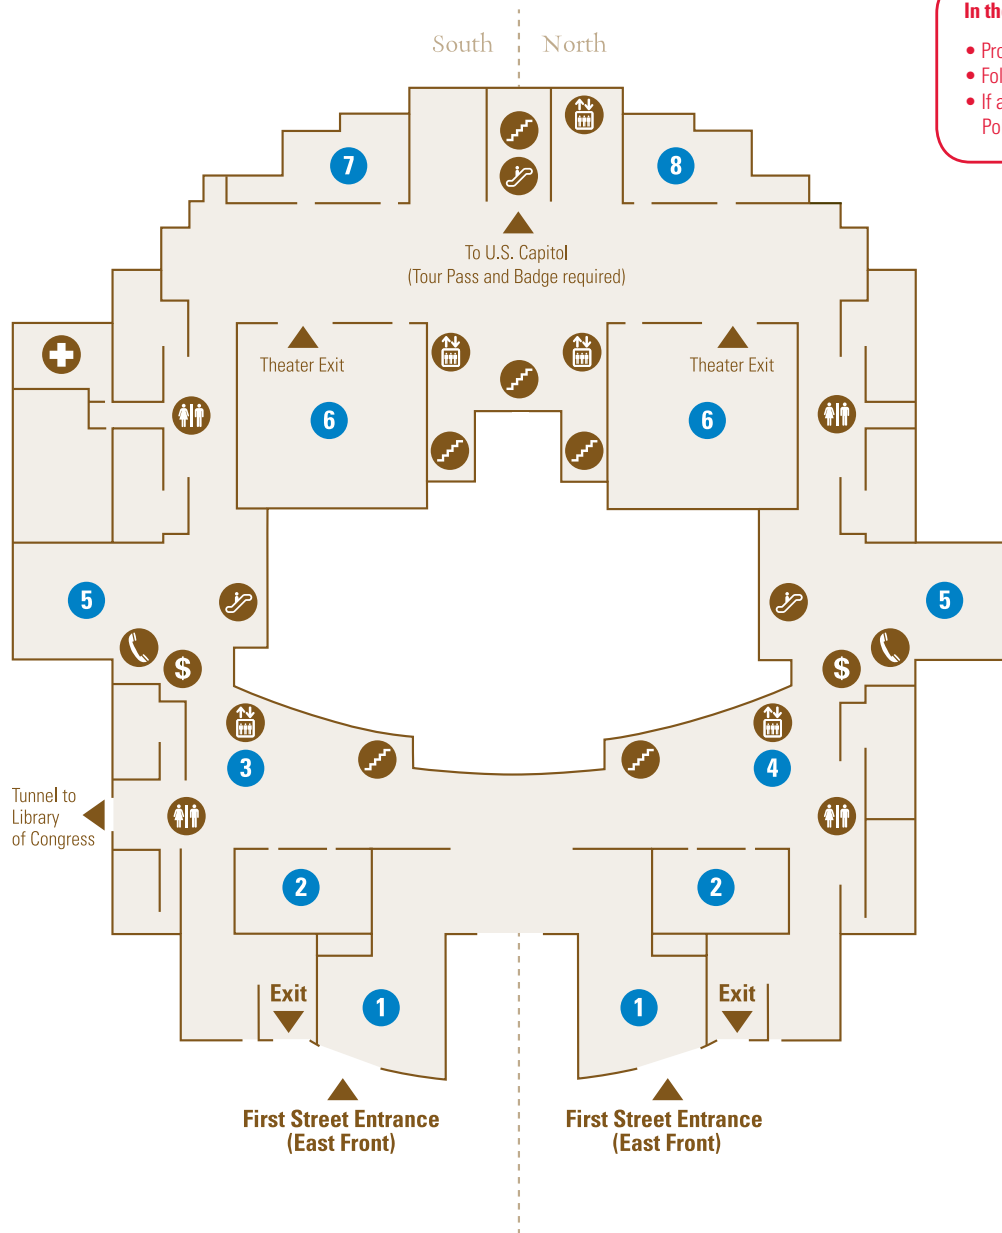 South North
In th
• Pro
• Fol
• If a
Po
7
8
To U.S. Capitol
(Tour Pass and Badge required)
Theater Exit
Theater Exit
6
6
5
5
$
$
3
4
Tunnel to
Library
of Congress
2
2
Exit
Exit
1
1
First Street Entrance
(East Front)
First Street Entrance
(East Front)